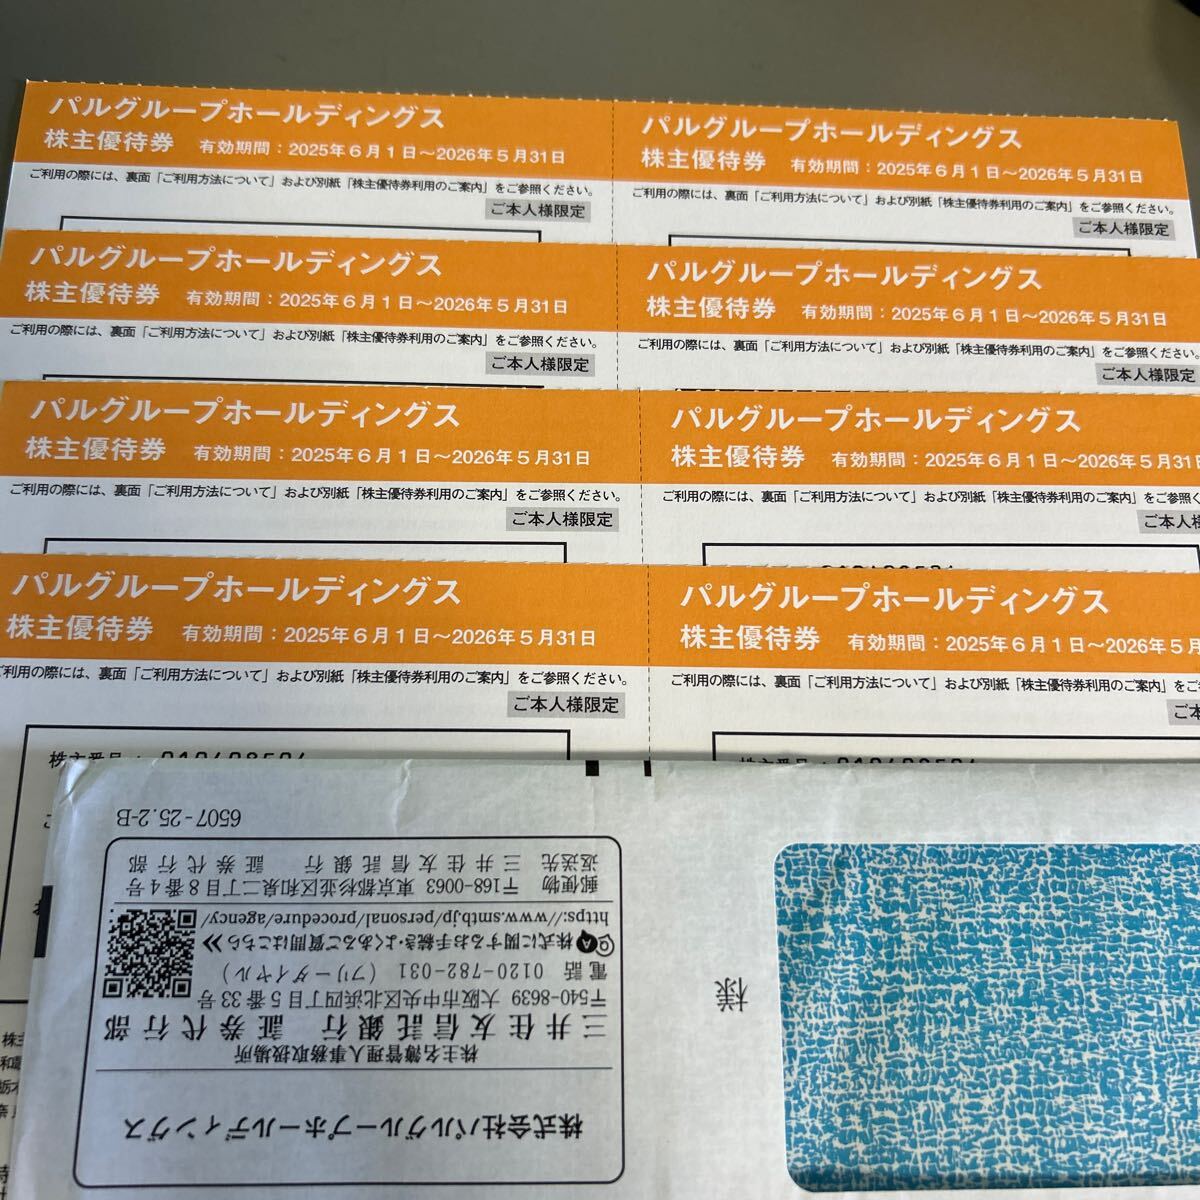 パルグループホールディングス
株主優待券 有効期間：2025年6月1日～2026年5月31日
ご利用の際には、裏面「ご利用方法について」および別紙「株主優待券利用のご案内」をご参照ください。
ご本人様限定
パルグループホールディングス
株主優待券 有効期間：2025年6月1日～2026年5月31日
ご利用の際には、裏面「ご利用方法について」および別紙「株主優待券利用のご案内」をご参照ください。
ご本人様限定
パルグループホールディングス
株主優待券 有効期間：2025年6月1日～2026年5月31日
ご利用の際には、裏面「ご利用方法について」および別紙「株主優待券利用のご案内」をご参照ください。
ご本人様限定
パルグループホールディングス
株主優待券 有効期間：2025年6月1日～2026年5月31日
ご利用の際には、裏面「ご利用方法について」および別紙「株主優待券利用のご案内」をご参照ください。
ご本人様限定
パルグループホールディングス
株主優待券 有効期間：2025年6月1日～2026年5月31日
ご利用の際には、裏面「ご利用方法について」および別紙「株主優待券利用のご案内」をご参照ください。
ご本人様限定
パルグループホールディングス
株主優待券 有効期間：2025年6月1日～2026年5月31日
ご利用の際には、裏面「ご利用方法について」および別紙「株主優待券利用のご案内」をご参照く
ご本人様
パルグループホールディングス
株主優待券 有効期間：2025年6月1日～2026年5月31日
ご利用の際には、裏面「ご利用方法について」および別紙「株主優待券利用のご案内」をご参照ください。
ご本人様限定
株主番号：
パルグループホールディングス
株主優待券 有効期間：2025年6月1日～2026年5月
ご利用の際には、裏面「ご利用方法について」および別紙「株主優待券利用のご案内」をご
ご本
株主番号：
様
株式会社パルグループホールディングス
株主名簿管理人事務取扱場所
三井住友信託銀行 証券代行部
〒540-8639 大阪市中央区北浜四丁目5番33号
電話 0120-782-031（フリーダイヤル）
Q&A 株式に関するお手続き・よくあるご質問はこちら
https://www.smtb.jp/personal/procedure/agency/
郵便物 〒168-0063 東京都杉並区和泉二丁目8番4号
返送先 三井住友信託銀行 証券代行部
6507-25.2-B